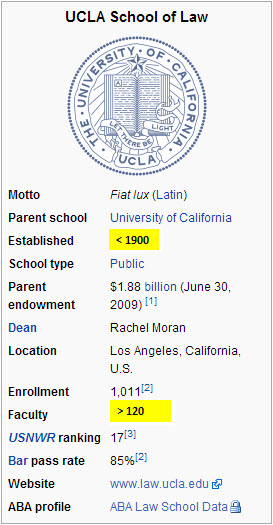 UCLA School of Law
THE UNIVERSITY OF CALIFORNIA
LET THERE BE LIGHT
UCLA
Motto Fiat lux (Latin)
Parent school University of California
Established < 1900
School type Public
Parent endowment $1.88 billion (June 30, 2009) [1]
Dean Rachel Moran
Location Los Angeles, California, U.S.
Enrollment 1,011[2]
Faculty > 120
USNWR ranking 17[3]
Bar pass rate 85%[2]
Website www.law.ucla.edu
ABA profile ABA Law School Data